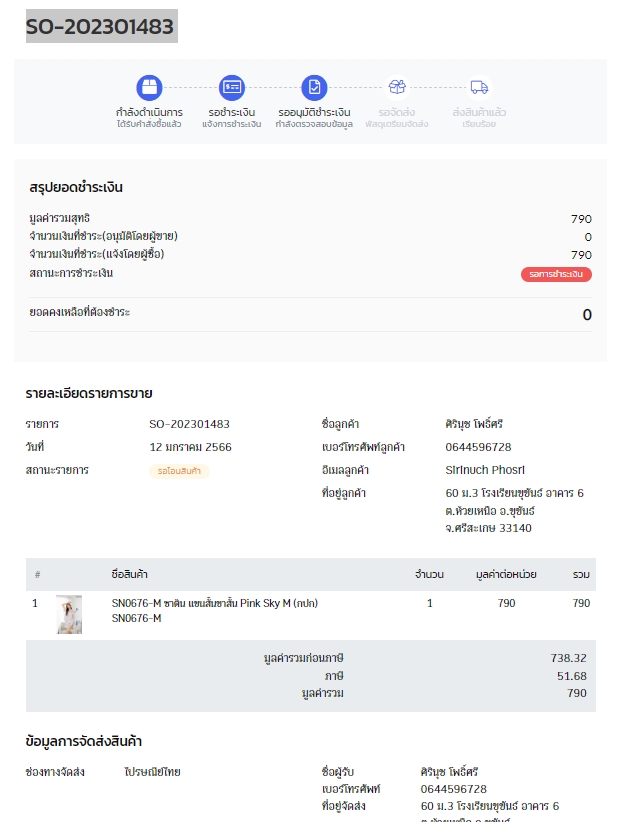 SO-202301483
กำลังดำเนินการ รอชำระเงิน รออนุมัติชำระเงิน รอจัดส่ง ส่งสินค้าแล้ว
ได้รับคำสั่งซื้อแล้ว แจ้งการชำระเงิน กำลังตรวจสอบข้อมูล พัสดุเตรียมจัดส่ง เรียบร้อย
สรุปยอดชำระเงิน
มูลค่ารวมสุทธิ 790
จำนวนเงินที่ชำระ(อนุมัติโดยผู้ขาย) 0
จำนวนเงินที่ชำระ(แจ้งโดยผู้ซื้อ) 790
สถานะการชำระเงิน รอการชำระเงิน
ยอดคงเหลือที่ต้องชำระ 0
รายละเอียดรายการขาย
รายการ SO-202301483 ชื่อลูกค้า ศิรินุช โพธิ์ศรี
วันที่ 12 มกราคม 2566 เบอร์โทรศัพท์ลูกค้า 0644596728
สถานะรายการ รอโอนสินค้า อีเมลลูกค้า Sirinuch Phosri
ที่อยู่ลูกค้า 60 ม.3 โรงเรียนขุขันธ์ อาคาร 6
ต.ห้วยเหนือ อ.ขุขันธ์
จ.ศรีสะเกษ 33140
# ชื่อสินค้า จำนวน มูลค่าต่อหน่วย รวม
1 SN0676-M ซาติน แขนสั้นขาสั้น Pink Sky M (กปก) 1 790 790
SN0676-M
มูลค่ารวมก่อนภาษี 738.32
ภาษี 51.68
มูลค่ารวม 790
ข้อมูลการจัดส่งสินค้า
ช่องทางจัดส่ง ไปรษณีย์ไทย ชื่อผู้รับ ศิรินุช โพธิ์ศรี
เบอร์โทรศัพท์ 0644596728
ที่อยู่จัดส่ง 60 ม.3 โรงเรียนขุขันธ์ อาคาร 6